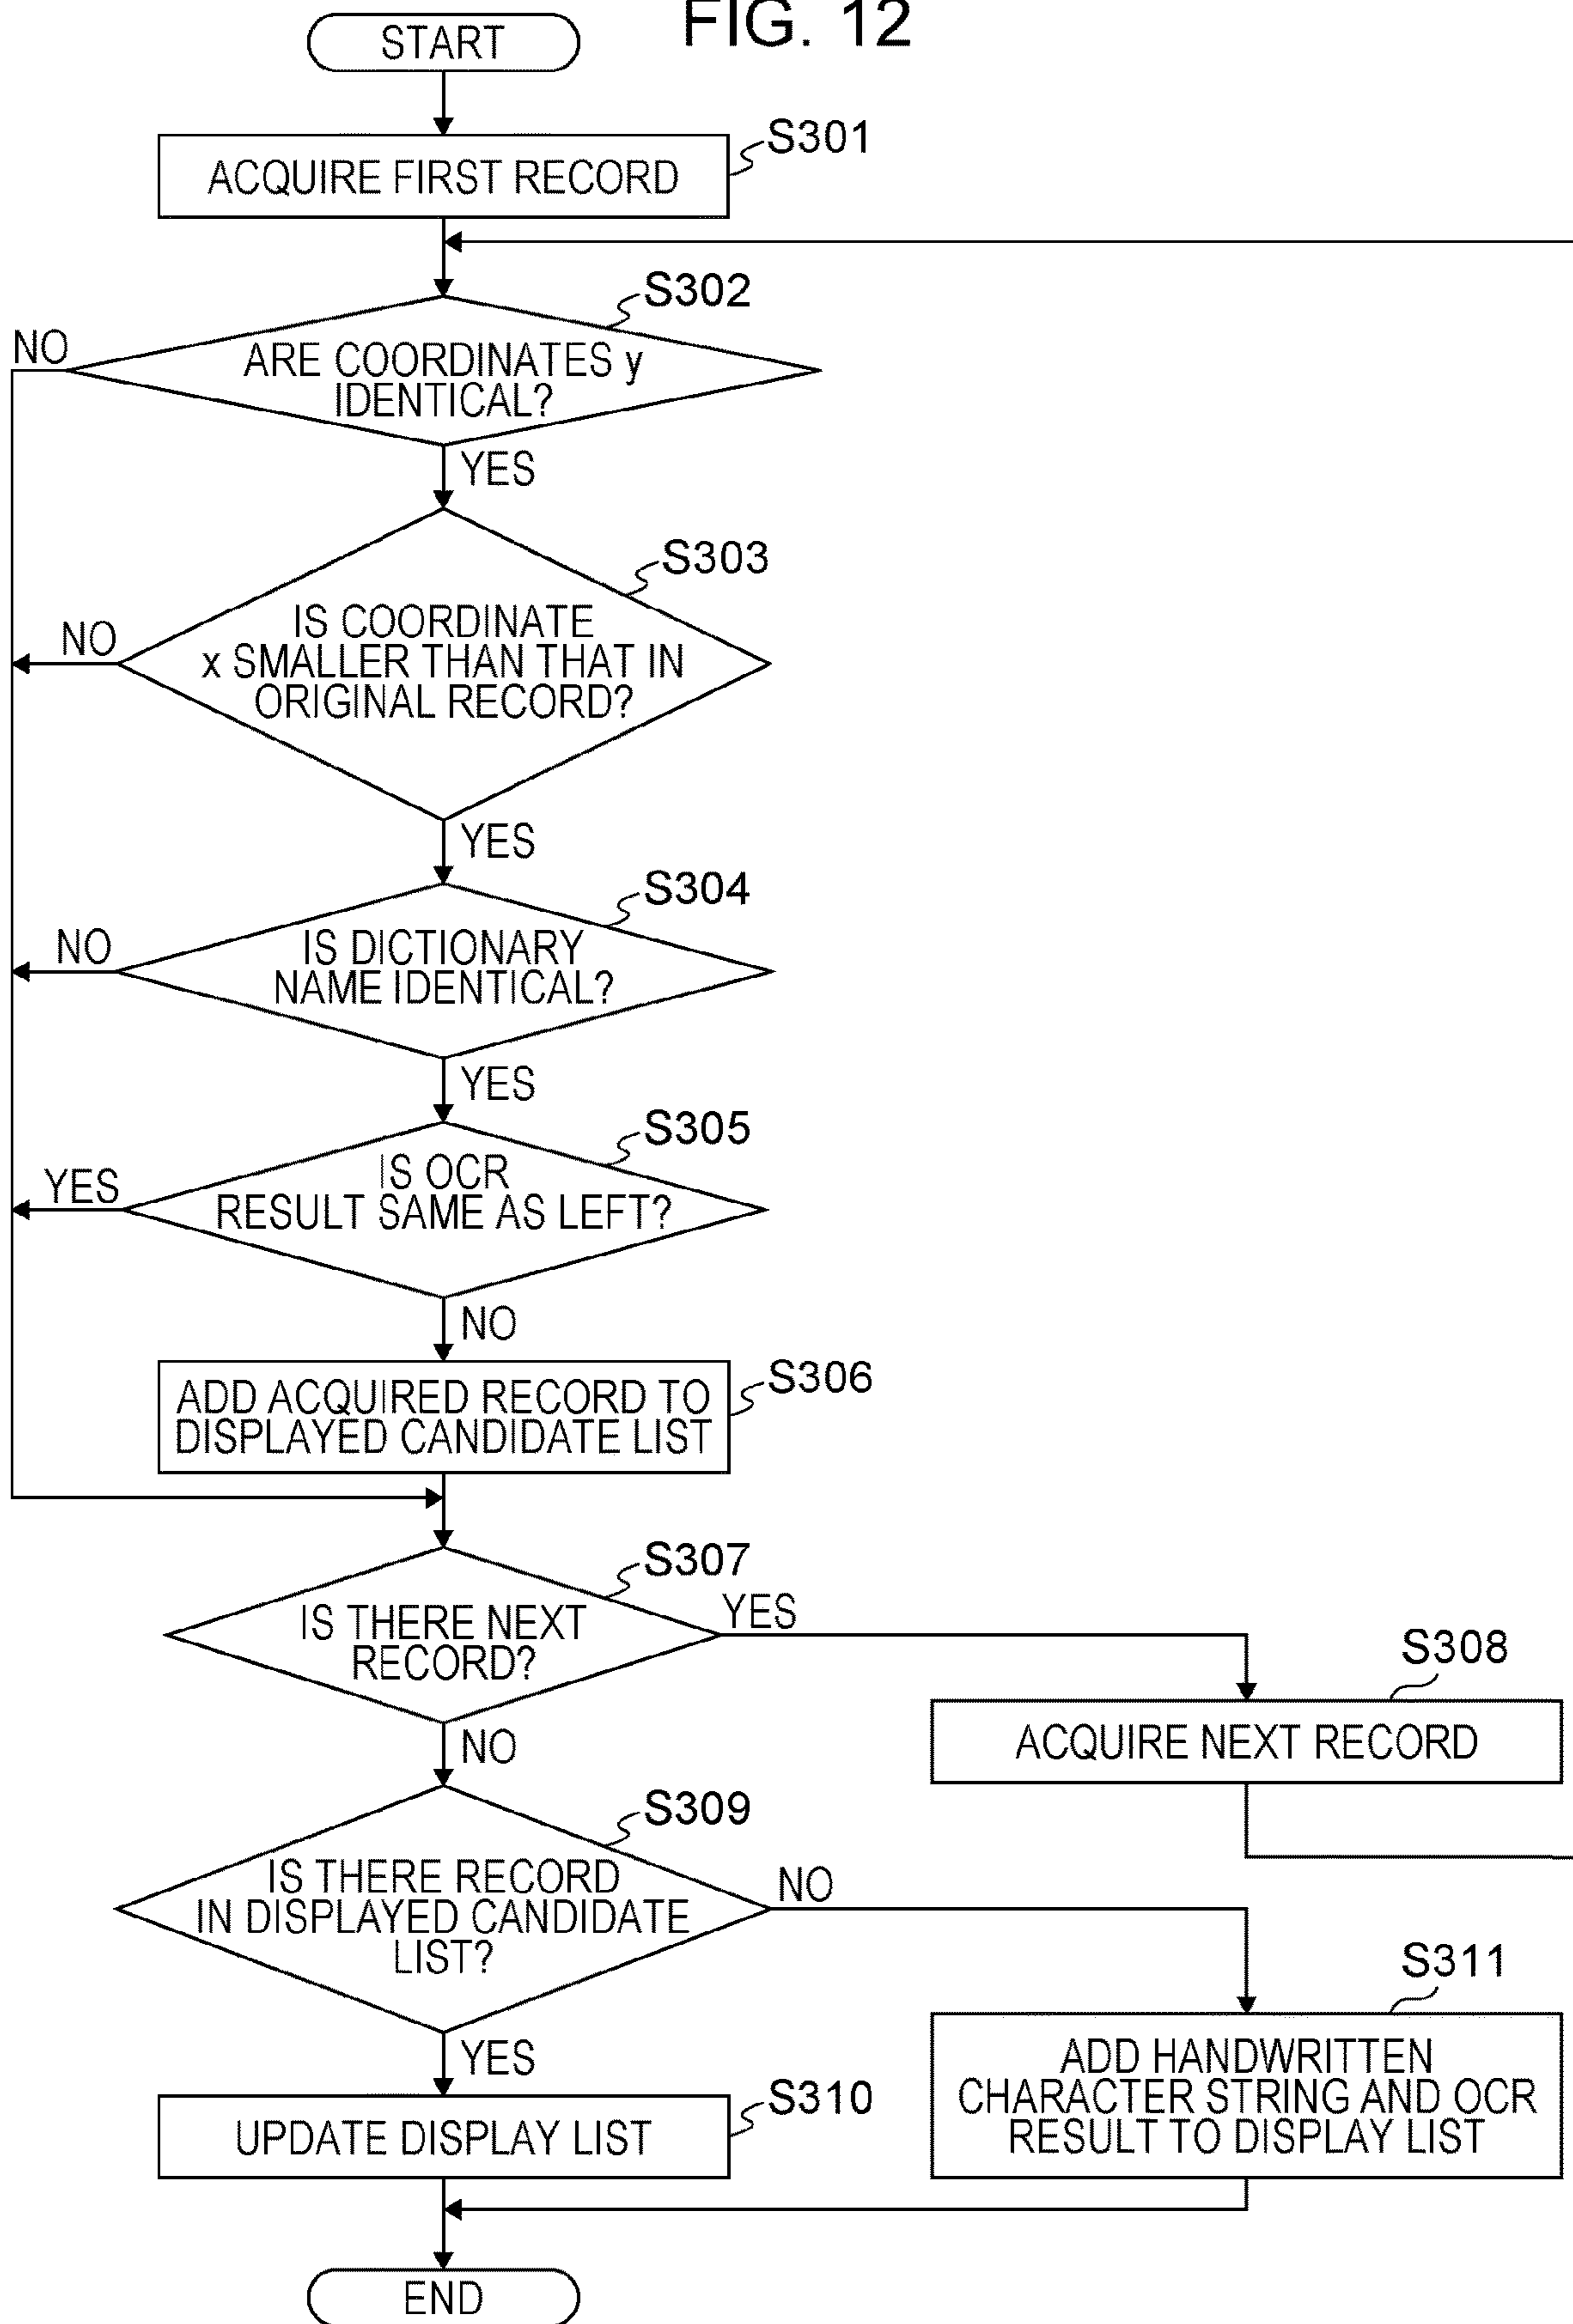 FIG. 12
START
S301
ACQUIRE FIRST RECORD
S302
NO
ARE COORDINATES y
IDENTICAL?
YES
S303
NO
IS COORDINATE
x SMALLER THAN THAT IN
ORIGINAL RECORD?
YES
S304
NO
IS DICTIONARY
NAME IDENTICAL?
YES
S305
YES
IS OCR
RESULT SAME AS LEFT?
NO
S306
ADD ACQUIRED RECORD TO
DISPLAYED CANDIDATE LIST
S307
YES
IS THERE NEXT
RECORD?
S308
ACQUIRE NEXT RECORD
NO
S309
NO
IS THERE RECORD
IN DISPLAYED CANDIDATE
LIST?
S311
ADD HANDWRITTEN
CHARACTER STRING AND OCR
RESULT TO DISPLAY LIST
YES
S310
UPDATE DISPLAY LIST
END